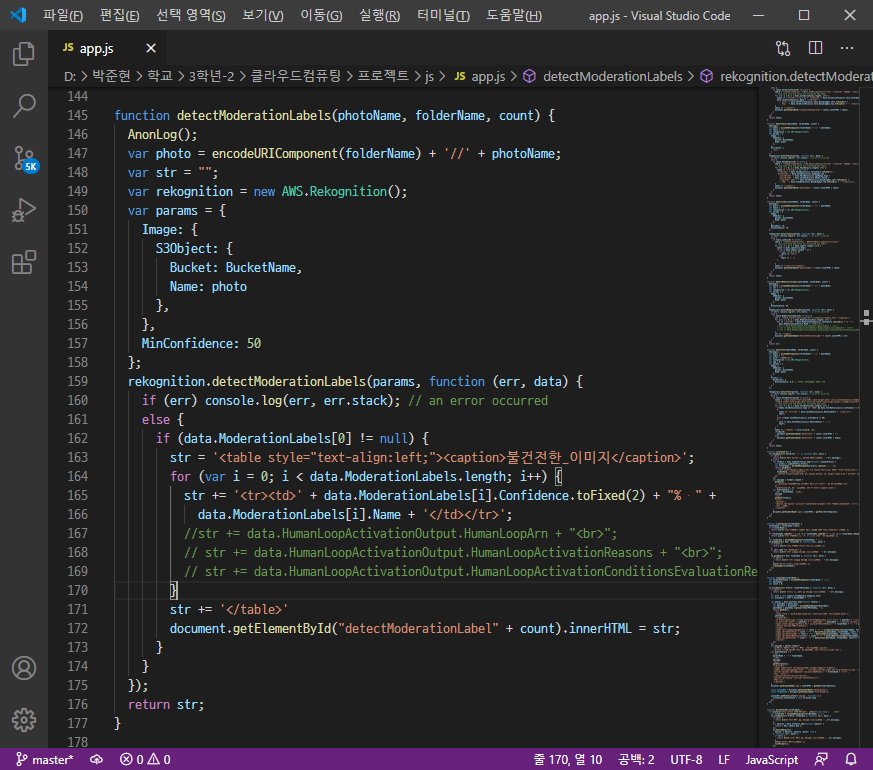 파일(F) 편집(E) 선택 영역(S) 보기(V) 이동(G) 실행(R) 터미널(T) 도움말(H) app.js - Visual Studio Code
JS app.js
D: > 박준현 > 학교 > 3학년-2 > 클라우드컴퓨팅 > 프로젝트 > js > JS app.js > detectModerationLabels > rekognition.detectModerat
5K
144
145 function detectModerationLabels(photoName, folderName, count) {
146 AnonLog();
147 var photo = encodeURIComponent(folderName) + '//' + photoName;
148 var str = "";
149 var rekognition = new AWS.Rekognition();
150 var params = {
151 Image: {
152 S3Object: {
153 Bucket: BucketName,
154 Name: photo
155 },
156 },
157 MinConfidence: 50
158 };
159 rekognition.detectModerationLabels(params, function (err, data) {
160 if (err) console.log(err, err.stack); // an error occurred
161 else {
162 if (data.ModerationLabels[0] != null) {
163 str = '<table style="text-align:left;"><caption>불건전한_이미지</caption>';
164 for (var i = 0; i < data.ModerationLabels.length; i++) {
165 str += '<tr><td>' + data.ModerationLabels[i].Confidence.toFixed(2) + "% - " +
166 data.ModerationLabels[i].Name + '</td></tr>';
167 //str += data.HumanLoopActivationOutput.HumanLoopArn + "<br>";
168 // str += data.HumanLoopActivationOutput.HumanLoopActivationReasons + "<br>";
169 // str += data.HumanLoopActivationOutput.HumanLoopActivationConditionsEvaluationRe
170 }
171 str += '</table>'
172 document.getElementById("detectModerationLabel" + count).innerHTML = str;
173 }
174 }
175 });
176 return str;
177 }
178
master* 0 0 줄 170, 열 10 공백: 2 UTF-8 LF JavaScript